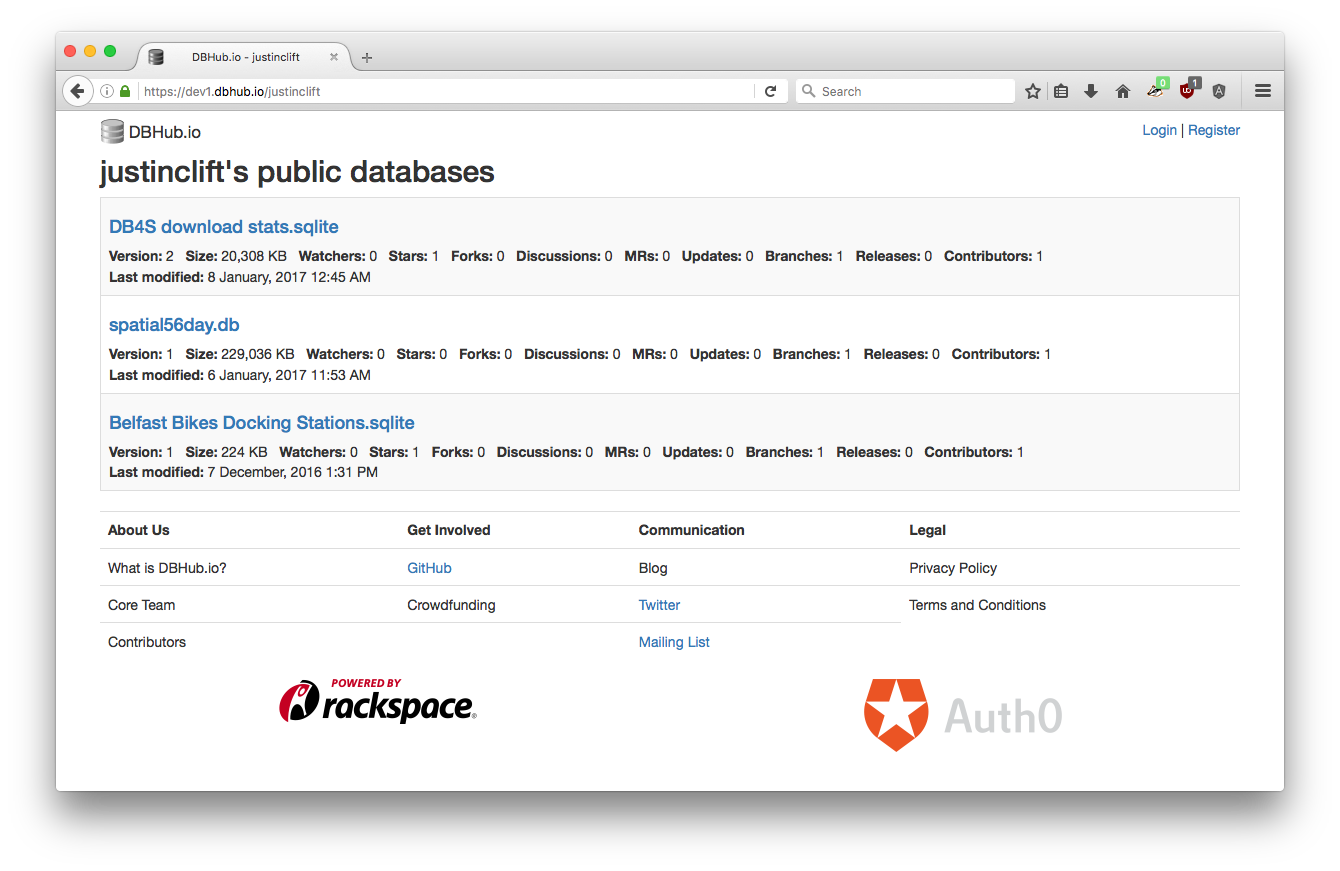 DBHub.io - justinclift
https://dev1.dbhub.io/justinclift
Search
0
1
DBHub.io
Login | Register
justinclift's public databases
DB4S download stats.sqlite
Version: 2 Size: 20,308 KB Watchers: 0 Stars: 1 Forks: 0 Discussions: 0 MRs: 0 Updates: 0 Branches: 1 Releases: 0 Contributors: 1
Last modified: 8 January, 2017 12:45 AM
spatial56day.db
Version: 1 Size: 229,036 KB Watchers: 0 Stars: 0 Forks: 0 Discussions: 0 MRs: 0 Updates: 0 Branches: 1 Releases: 0 Contributors: 1
Last modified: 6 January, 2017 11:53 AM
Belfast Bikes Docking Stations.sqlite
Version: 1 Size: 224 KB Watchers: 0 Stars: 1 Forks: 0 Discussions: 0 MRs: 0 Updates: 0 Branches: 1 Releases: 0 Contributors: 1
Last modified: 7 December, 2016 1:31 PM
About Us Get Involved Communication Legal
What is DBHub.io? GitHub Blog Privacy Policy
Core Team Crowdfunding Twitter Terms and Conditions
Contributors Mailing List
POWERED BY
rackspace®
Auth0